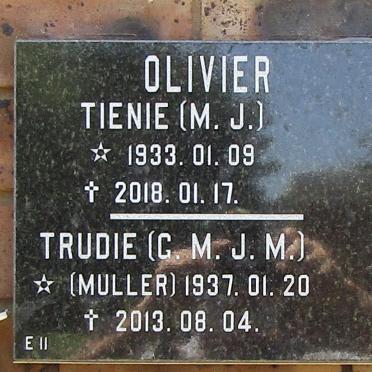 OLIVIER
TIENIE (M. J.)
☆ 1933. 01. 09
✝ 2018. 01. 17.
TRUDIE (G. M. J. M.)
☆ (MULLER) 1937. 01. 20
✝ 2013. 08. 04.
E 11